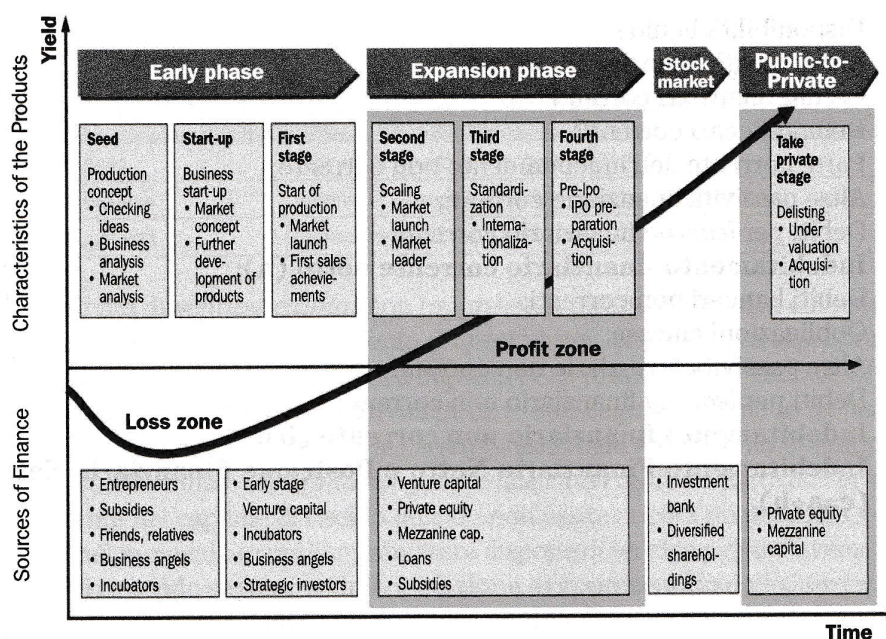 Yield
Characteristics of the Products
Sources of Finance
Early phase
Expansion phase
Stock
market
Public-to-
Private
Seed
Production
concept
• Checking
ideas
• Business
analysis
• Market
analysis
Start-up
Business
start-up
• Market
concept
• Further
deve-
lopment of
products
First
stage
Start of
production
• Market
launch
• First sales
achievie-
ments
Second
stage
Scaling
• Market
launch
• Market
leader
Third
stage
Standardi-
zation
• Interna-
tionaliza-
tion
Fourth
stage
Pre-Ipo
• IPO pre-
paration
• Acquisi-
tion
Take
private
stage
Delisting
• Under
valuation
• Acquisi-
tion
Profit zone
Loss zone
• Entrepreneurs
• Subsidies
• Friends, relatives
• Business angels
• Incubators
• Early stage
Venture capital
• Incubators
• Business angels
• Strategic investors
• Venture capital
• Private equity
• Mezzanine cap.
• Loans
• Subsidies
• Investment
bank
• Diversified
sharehol-
dings
• Private equity
• Mezzanine
capital
Time